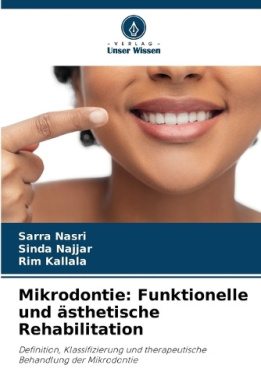 VERLAG
Unser Wissen
Sarra Nasri
Sinda Najjar
Rim Kallala
Mikrodontie: Funktionelle
und ästhetische
Rehabilitation
Definition, Klassifizierung und therapeutische
Behandlung der Mikrodontie